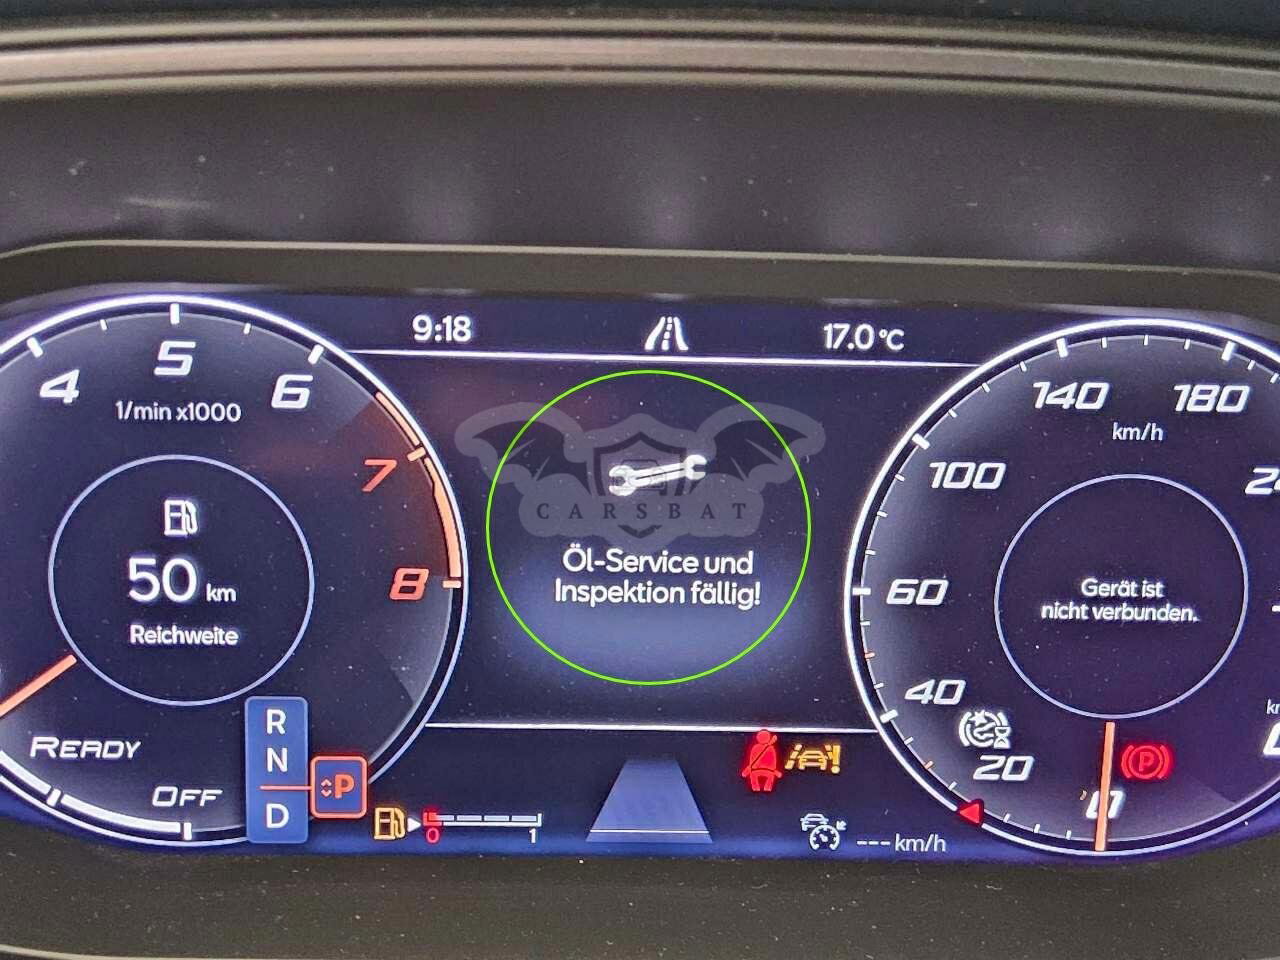 9:18
17.0 °C
4
5
6
7
8
1/min x1000
50 km
Reichweite
READY
OFF
R
N
D
P
0
1
CARSBAT
Öl-Service und
Inspektion fällig!
140
180
km/h
100
60
40
20
Gerät ist
nicht verbunden.
P
--- km/h